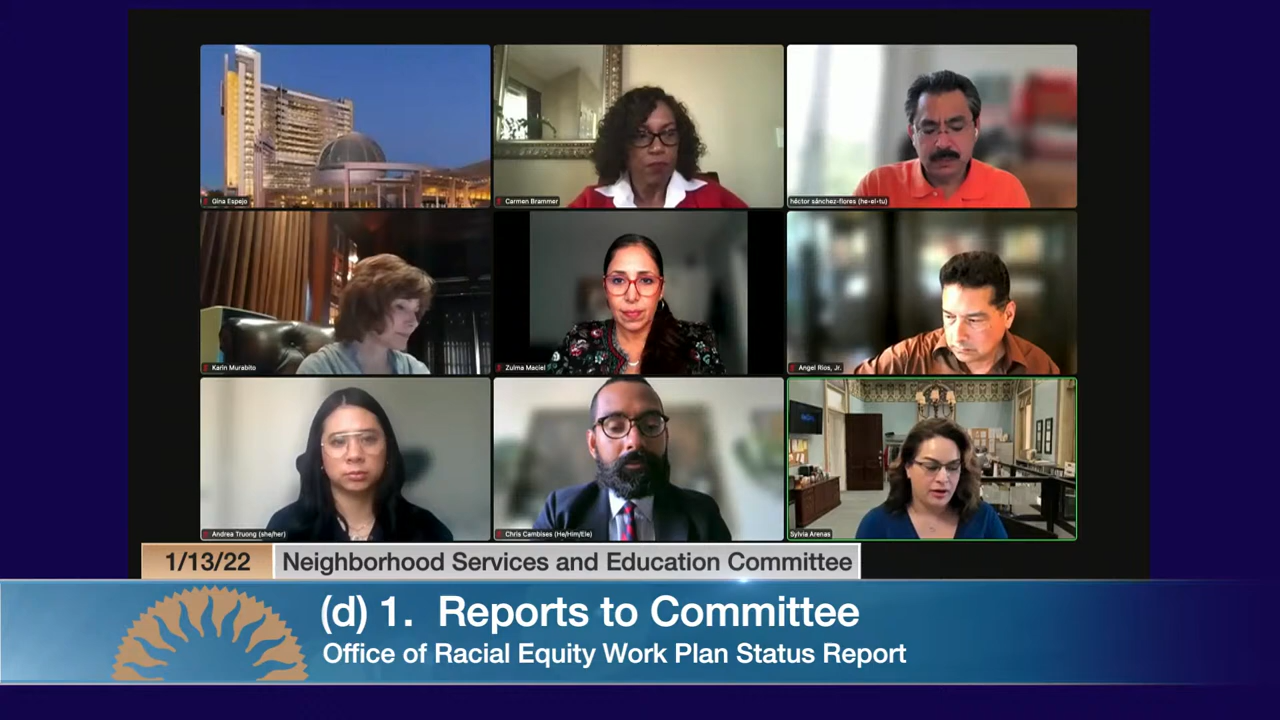 Gina Espejo
Carmen Brammer
héctor sánchez-flores (he-el-tu)
Karin Murabito
Zulma Maciel
Angel Rios, Jr.
Andrea Truong (she/her)
Chris Cambises (He/Him/Ele)
Sylvia Arenas
1/13/22
Neighborhood Services and Education Committee
(d) 1. Reports to Committee
Office of Racial Equity Work Plan Status Report